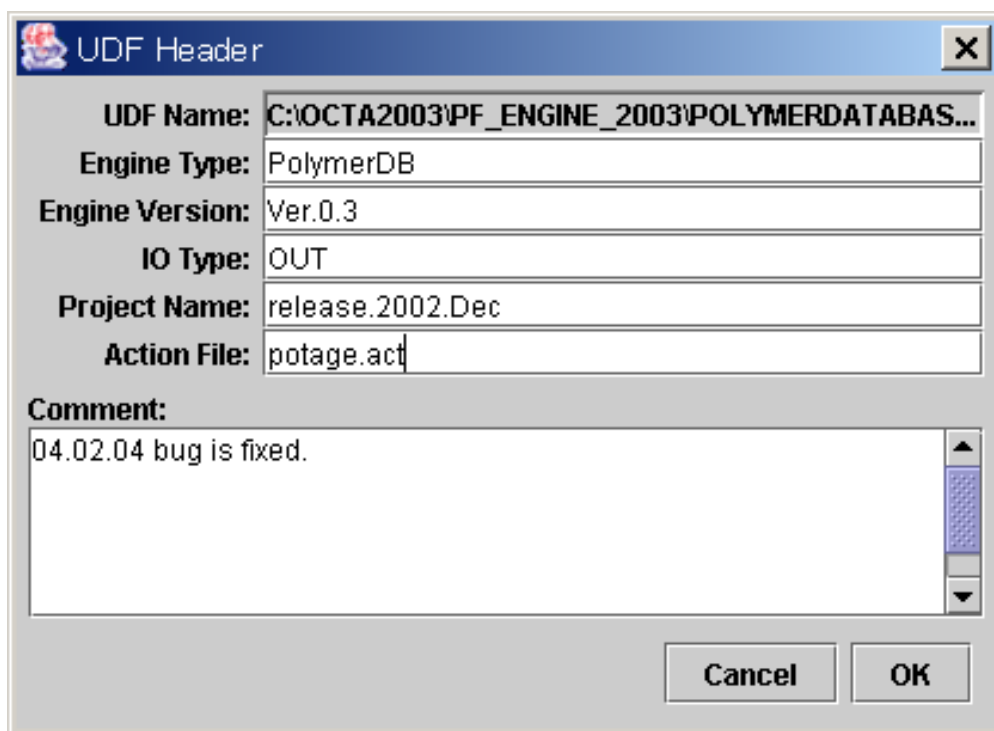 UDF Header
UDF Name: C:\OCTA2003\PF_ENGINE_2003\POLYMERDATABAS...
Engine Type: PolymerDB
Engine Version: Ver.0.3
IO Type: OUT
Project Name: release.2002.Dec
Action File: potage.act
Comment:
04.02.04 bug is fixed.
Cancel OK